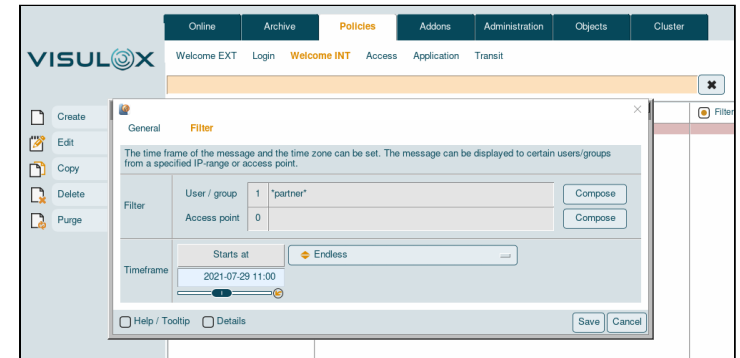 Online Archive Policies Addons Administration Objects Cluster
VISULOX
Welcome EXT Login Welcome INT Access Application Transit
Create
Edit
Copy
Delete
Purge
Filter
General Filter
The time frame of the message and the time zone can be set. The message can be displayed to certain users/groups
from a specified IP-range or access point.
Filter
User / group 1 *partner* Compose
Access point 0 Compose
Timeframe
Starts at Endless
2021-07-29 11:00
Help / Tooltip Details Save Cancel